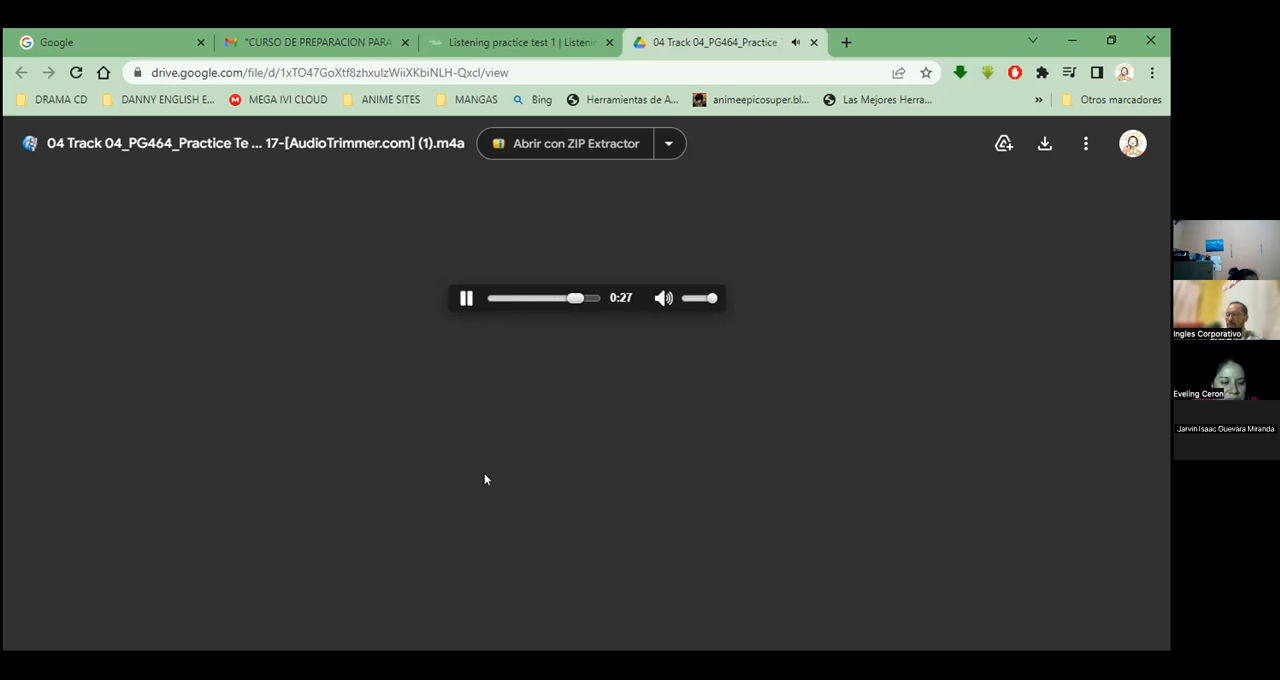 Google
"CURSO DE PREPARACION PARA
Listening practice test 1 | Listenin
04 Track 04_PG464_Practice
drive.google.com/file/d/1xTO47GoXtf8zhxulzWiiXKbiNLH-Qxcl/view
DRAMA CD
DANNY ENGLISH E...
MEGA IVI CLOUD
ANIME SITES
MANGAS
Bing
Herramientas de A...
animeepicosuper.bl...
Las Mejores Herra...
»
Otros marcadores
04 Track 04_PG464_Practice Te ... 17-[AudioTrimmer.com] (1).m4a
Abrir con ZIP Extractor
0:27
Ingles Corporativo
Eveling Ceron
Jarvin Isaac Guevara Miranda